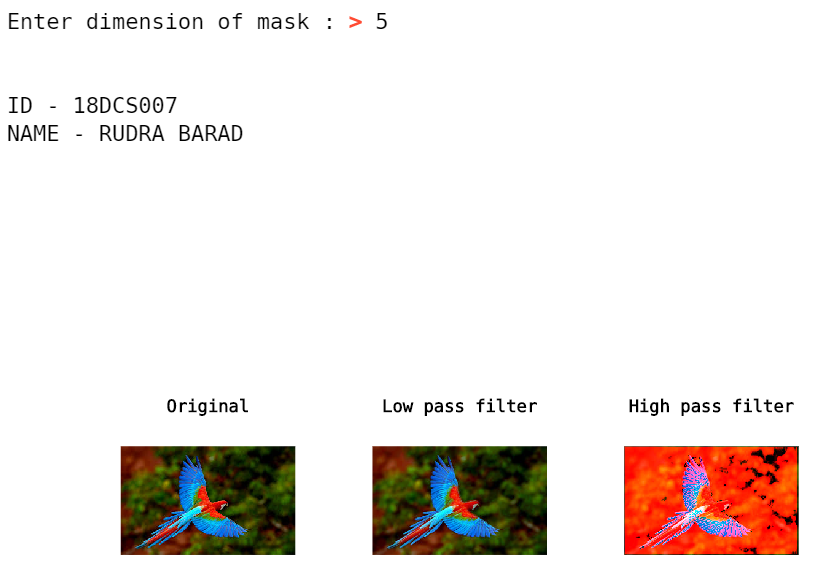 Enter dimension of mask : > 5
ID - 18DCS007
NAME - RUDRA BARAD
Original
Low pass filter
High pass filter